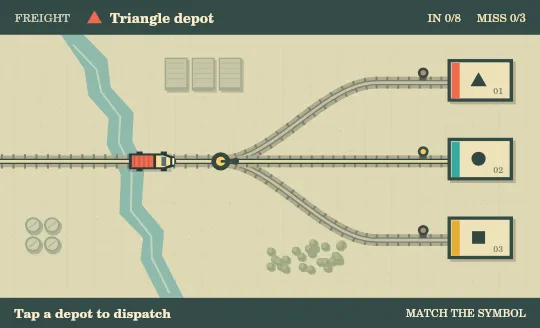 FREIGHT Triangle depot IN 0/8 MISS 0/3
01
02
03
Tap a depot to dispatch MATCH THE SYMBOL